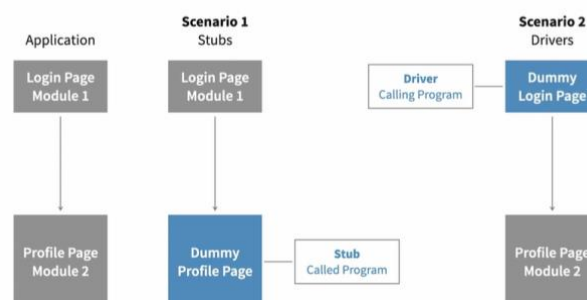 Application
Scenario 1
Stubs
Scenario 2
Drivers
Login Page
Module 1
Login Page
Module 1
Driver
Calling Program
Dummy
Login Page
Profile Page
Module 2
Dummy
Profile Page
Stub
Called Program
Profile Page
Module 2